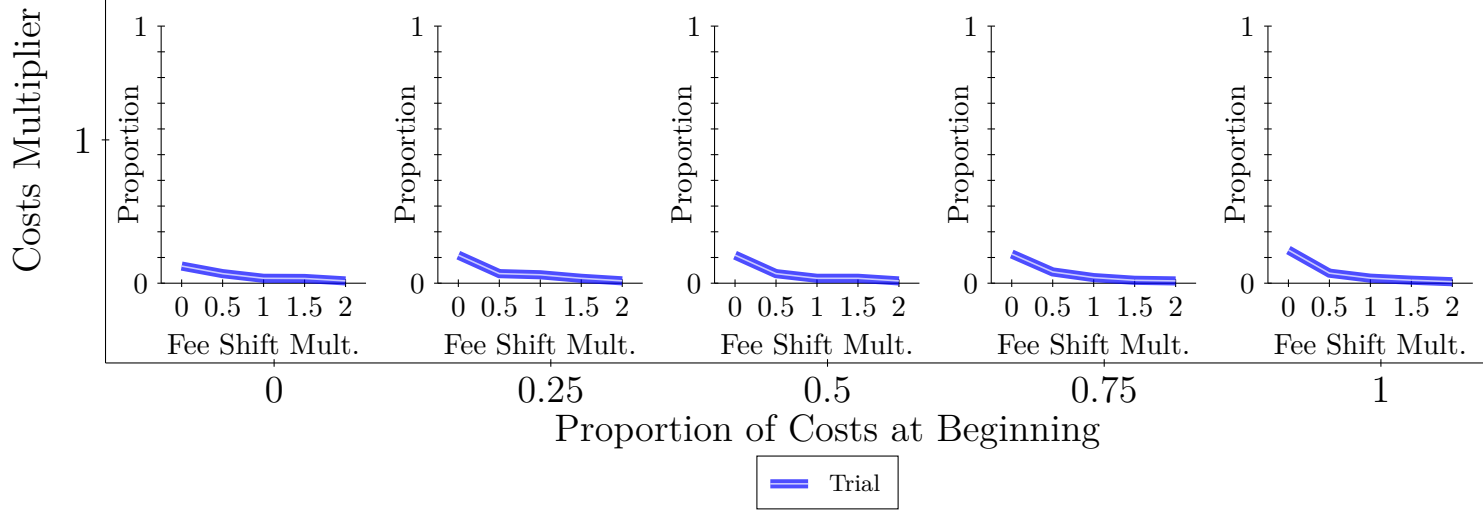 Costs Multiplier
1
1
0
Proportion
0 0.5 1 1.5 2
Fee Shift Mult.
1
0
Proportion
0 0.5 1 1.5 2
Fee Shift Mult.
1
0
Proportion
0 0.5 1 1.5 2
Fee Shift Mult.
1
0
Proportion
0 0.5 1 1.5 2
Fee Shift Mult.
1
0
Proportion
0 0.5 1 1.5 2
Fee Shift Mult.
0 0.25 0.5 0.75 1
Proportion of Costs at Beginning
Trial